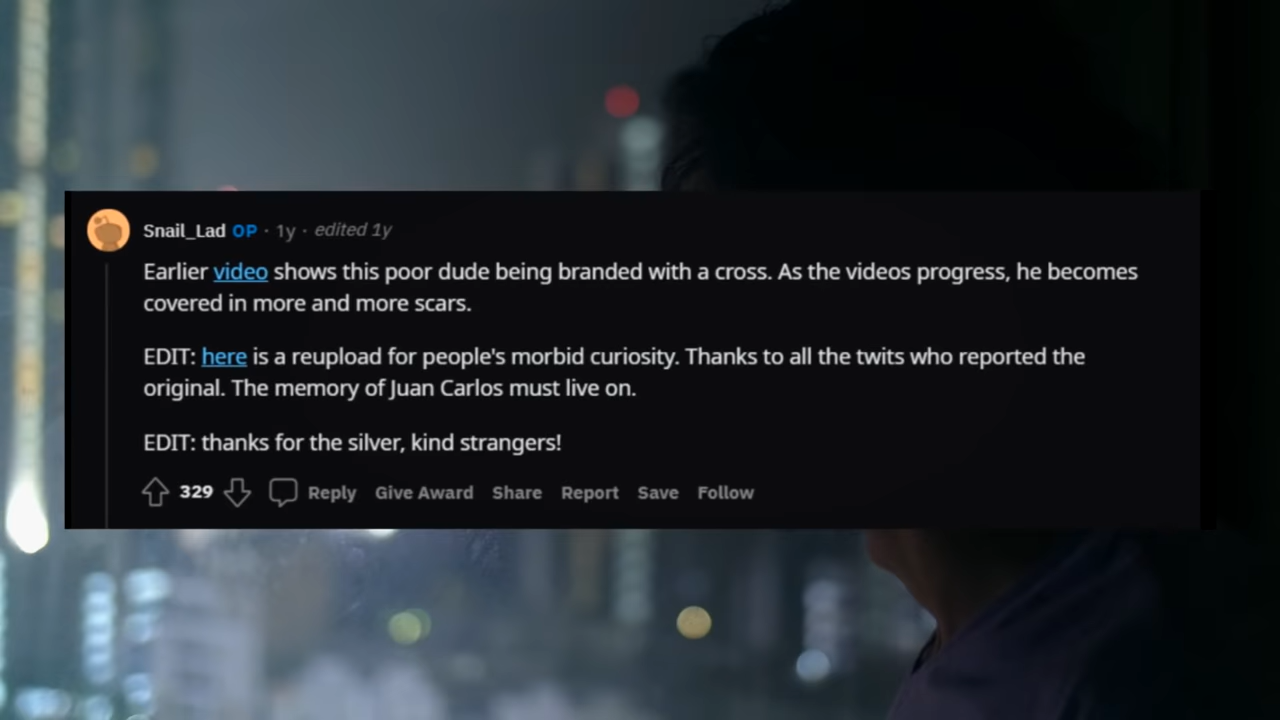 Snail_Lad OP · 1y · edited 1y
Earlier video shows this poor dude being branded with a cross. As the videos progress, he becomes
covered in more and more scars.
EDIT: here is a reupload for people's morbid curiosity. Thanks to all the twits who reported the
original. The memory of Juan Carlos must live on.
EDIT: thanks for the silver, kind strangers!
329 Reply Give Award Share Report Save Follow